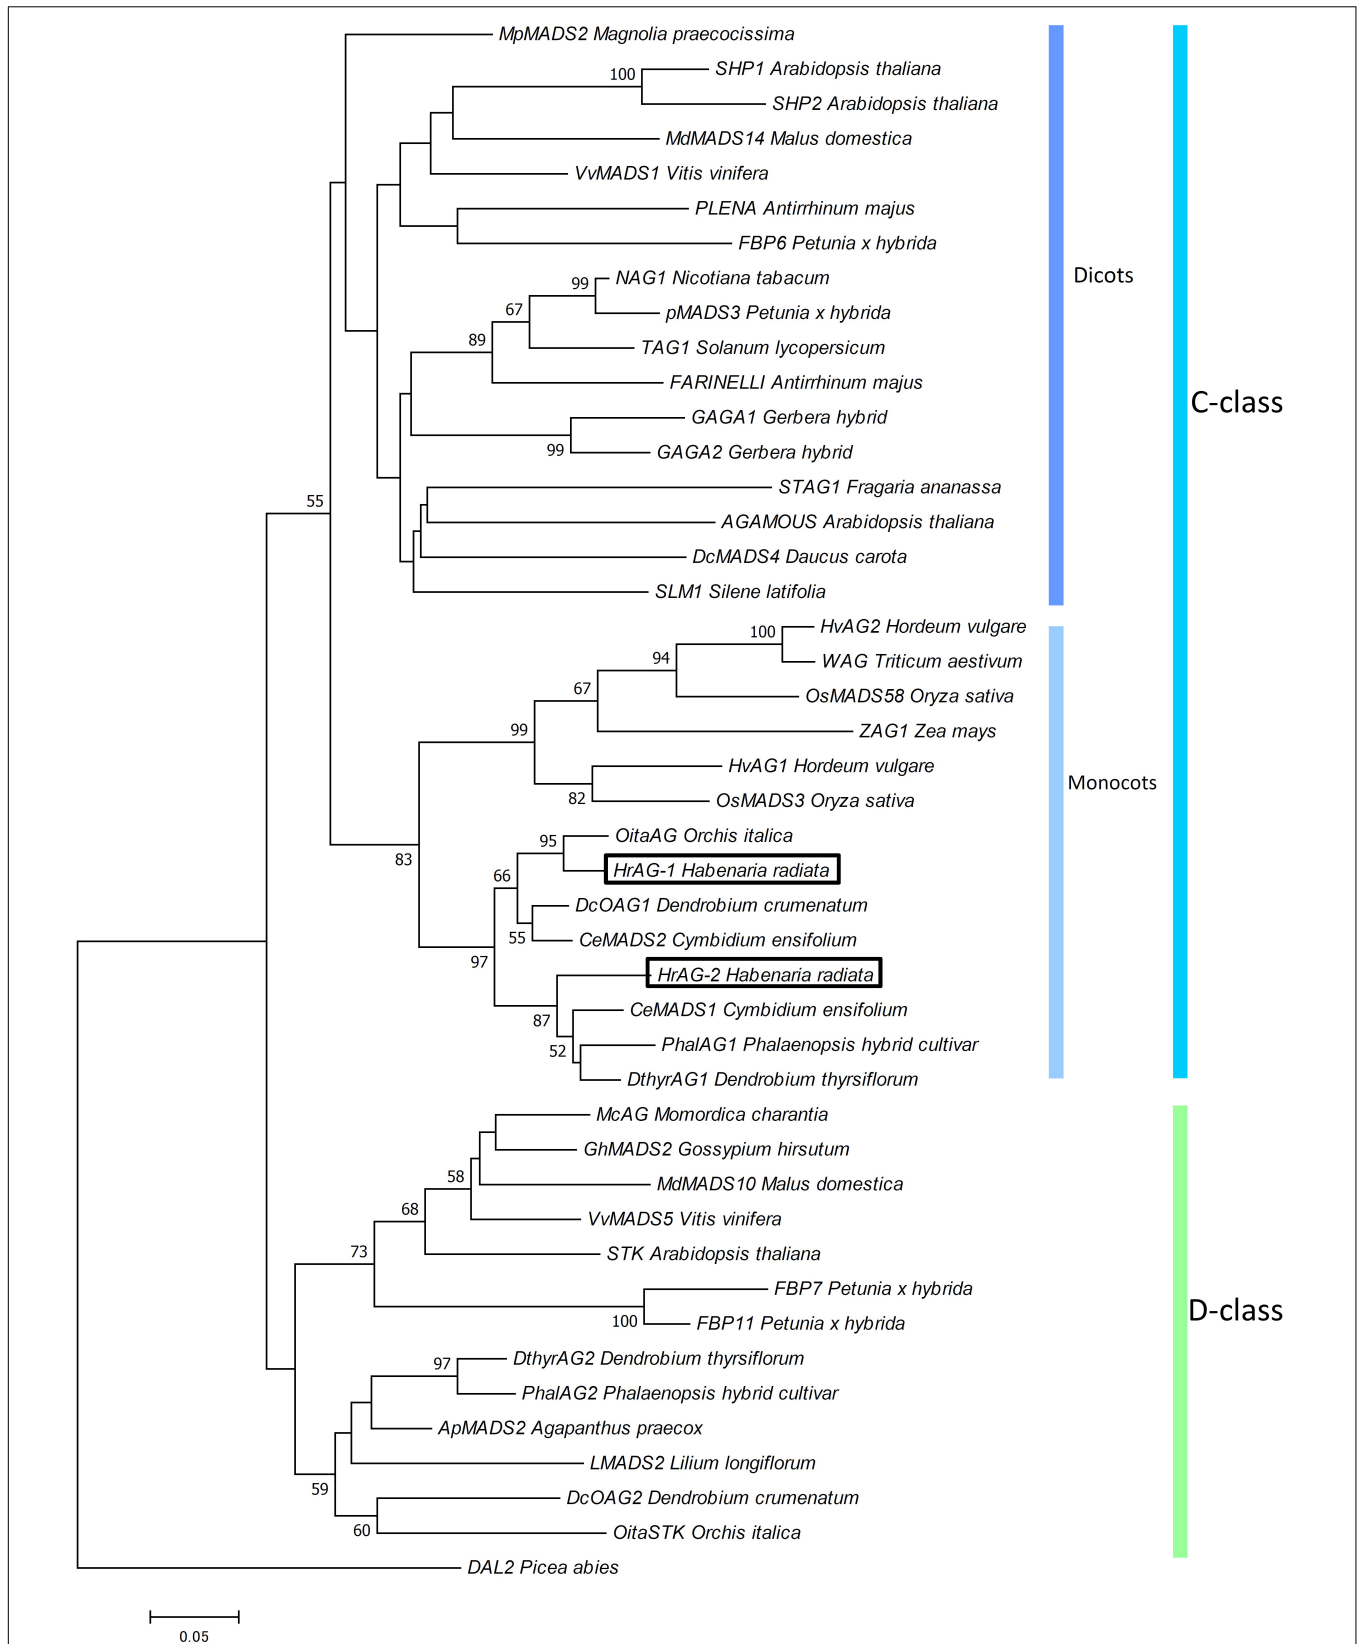 MpMADS2 Magnolia praecocissima
SHP1 Arabidopsis thaliana
100
SHP2 Arabidopsis thaliana
MdMADS14 Malus domestica
VvMADS1 Vitis vinifera
PLENA Antirrhinum majus
FBP6 Petunia x hybrida
NAG1 Nicotiana tabacum
Dicots
99
67
pMADS3 Petunia x hybrida
89
TAG1 Solanum lycopersicum
FARINELLI Antirrhinum majus
C-class
GAGA1 Gerbera hybrid
99
GAGA2 Gerbera hybrid
STAG1 Fragaria ananassa
55
AGAMOUS Arabidopsis thaliana
DcMADS4 Daucus carota
SLM1 Silene latifolia
HvAG2 Hordeum vulgare
100
94
WAG Triticum aestivum
67
OsMADS58 Oryza sativa
99
ZAG1 Zea mays
HvAG1 Hordeum vulgare
Monocots
82
OsMADS3 Oryza sativa
OitaAG Orchis italica
95
83
66
HrAG-1 Habenaria radiata
DcOAG1 Dendrobium crumenatum
55
CeMADS2 Cymbidium ensifolium
97
HrAG-2 Habenaria radiata
CeMADS1 Cymbidium ensifolium
87
52
PhalAG1 Phalaenopsis hybrid cultivar
DthyrAG1 Dendrobium thyrsiflorum
McAG Momordica charantia
GhMADS2 Gossypium hirsutum
58
MdMADS10 Malus domestica
68
VvMADS5 Vitis vinifera
73
STK Arabidopsis thaliana
FBP7 Petunia x hybrida
D-class
100
FBP11 Petunia x hybrida
DthyrAG2 Dendrobium thyrsiflorum
97
PhalAG2 Phalaenopsis hybrid cultivar
ApMADS2 Agapanthus praecox
LMADS2 Lilium longiflorum
59
DcOAG2 Dendrobium crumenatum
60
OitaSTK Orchis italica
DAL2 Picea abies
0.05